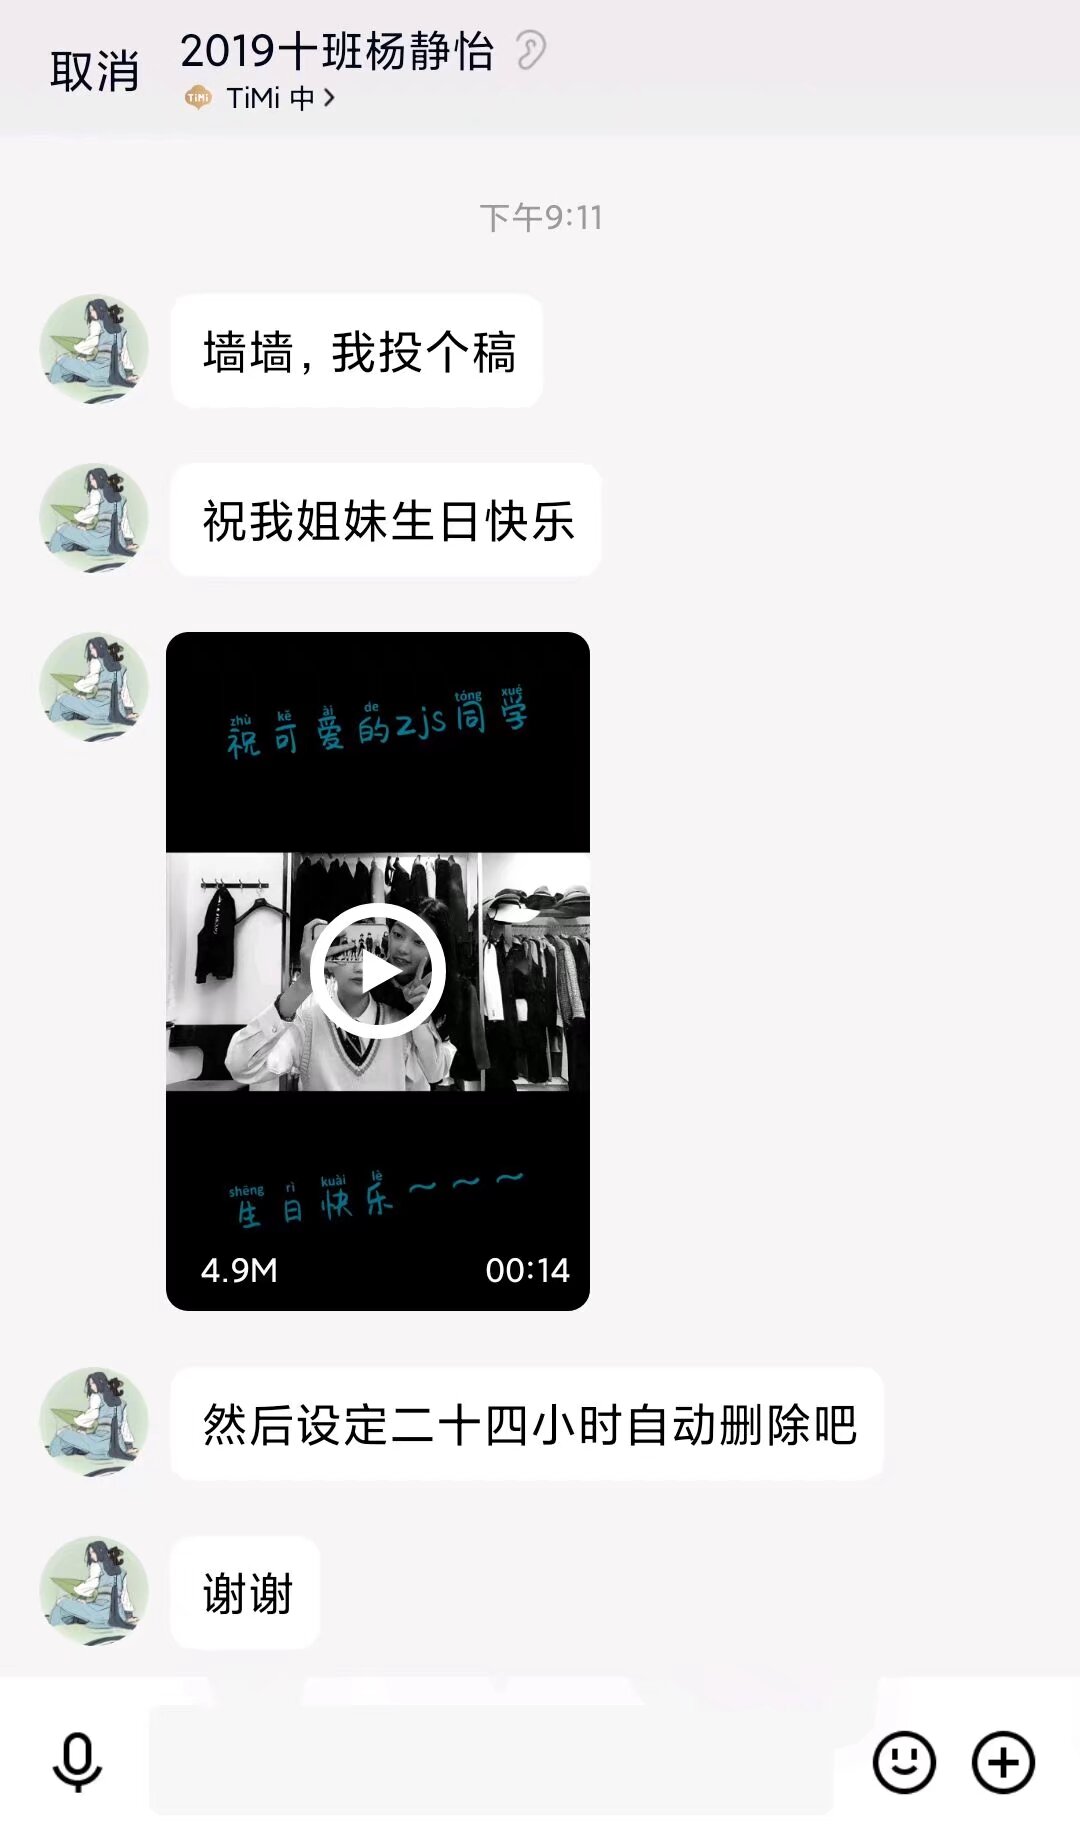 取消
2019十班杨静怡
TiMi
TiMi 中
下午9:11
墙墙，我投个稿
祝我姐妹生日快乐
zhù kě ài de tóng xué
祝可爱的zjs同学
shēng rì kuài lè
生日快乐～～～
4.9M
00:14
然后设定二十四小时自动删除吧
谢谢